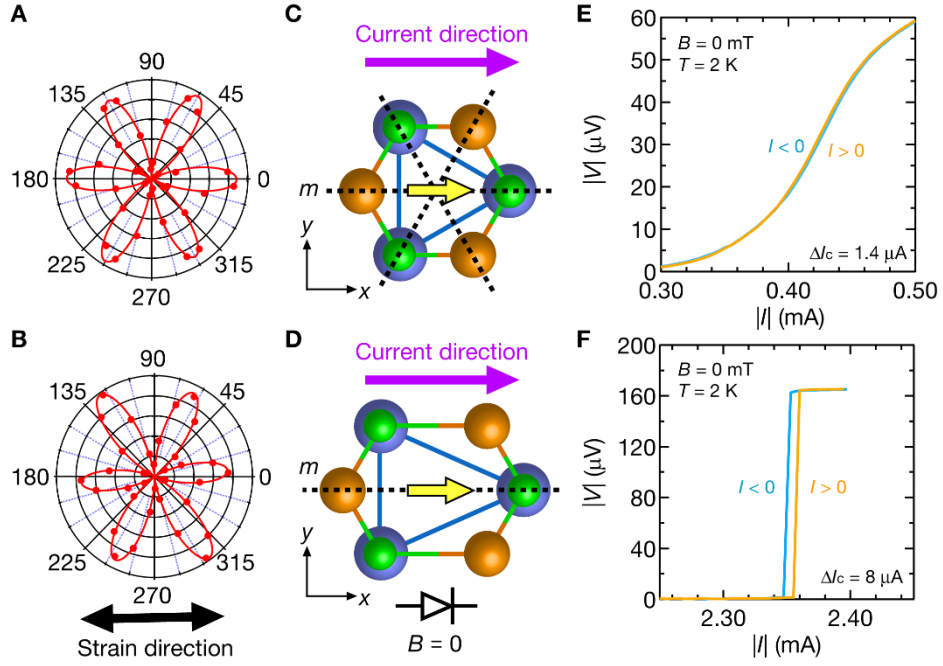 A
90
135
45
180
0
225
315
270
B
90
135
45
180
0
225
315
270
Strain direction
C
Current direction
m
y
x
D
Current direction
m
y
x
B = 0
E
60
50
40
30
20
10
0
|V| (μV)
B = 0 mT
T = 2 K
I < 0
I > 0
ΔIc = 1.4 μA
0.30
0.40
0.50
|I| (mA)
F
200
160
120
80
40
0
|V| (μV)
B = 0 mT
T = 2 K
I < 0
I > 0
ΔIc = 8 μA
2.30
2.40
|I| (mA)